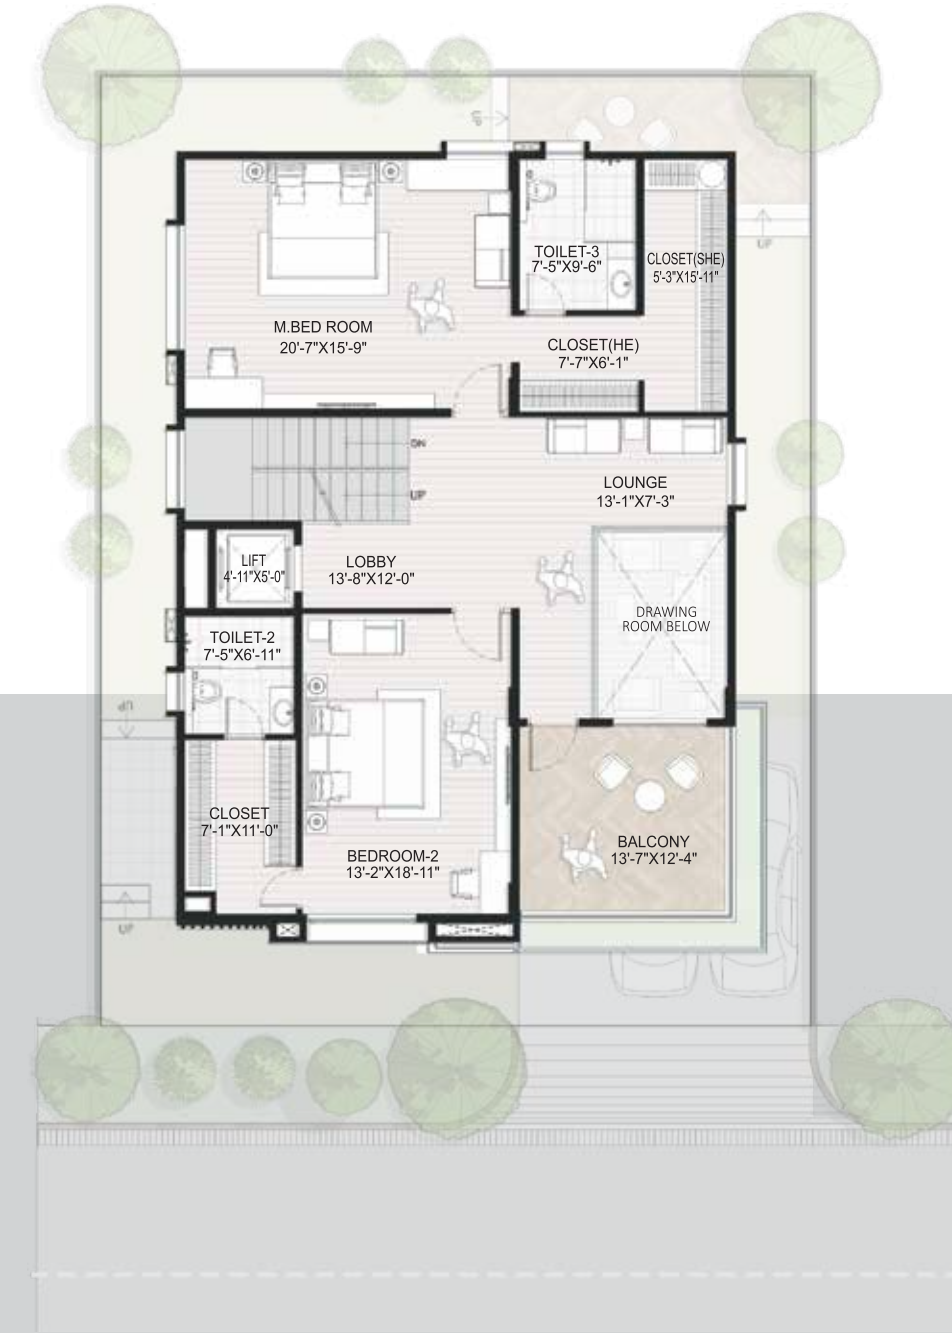 UP
UP
TOILET-3
7'-5"X9'-6"
CLOSET(SHE)
5'-3"X15'-11"
M.BED ROOM
20'-7"X15'-9"
CLOSET(HE)
7'-7"X6'-1"
DN
UP
LOUNGE
13'-1"X7'-3"
LIFT
4'-11"X5'-0"
LOBBY
13'-8"X12'-0"
DRAWING
ROOM BELOW
TOILET-2
7'-5"X6'-11"
UP
CLOSET
7'-1"X11'-0"
BEDROOM-2
13'-2"X18'-11"
BALCONY
13'-7"X12'-4"
UP